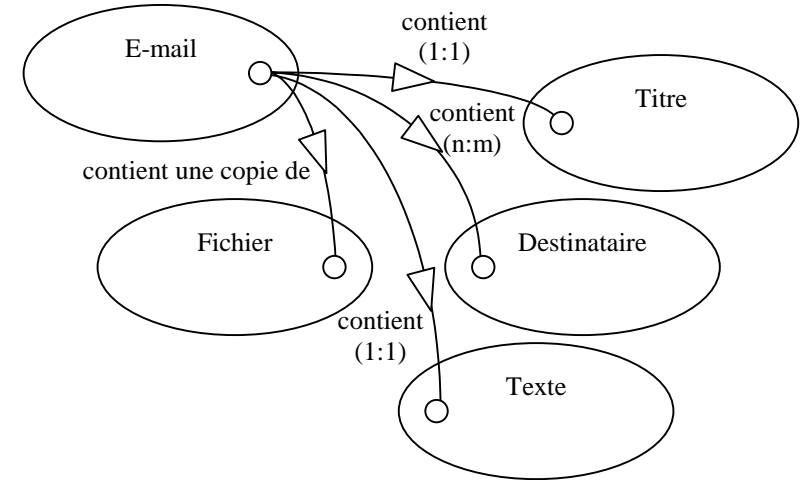 contient
(1:1)
E-mail
Titre
contient
(n:m)
contient une copie de
Fichier
Destinataire
contient
(1:1)
Texte